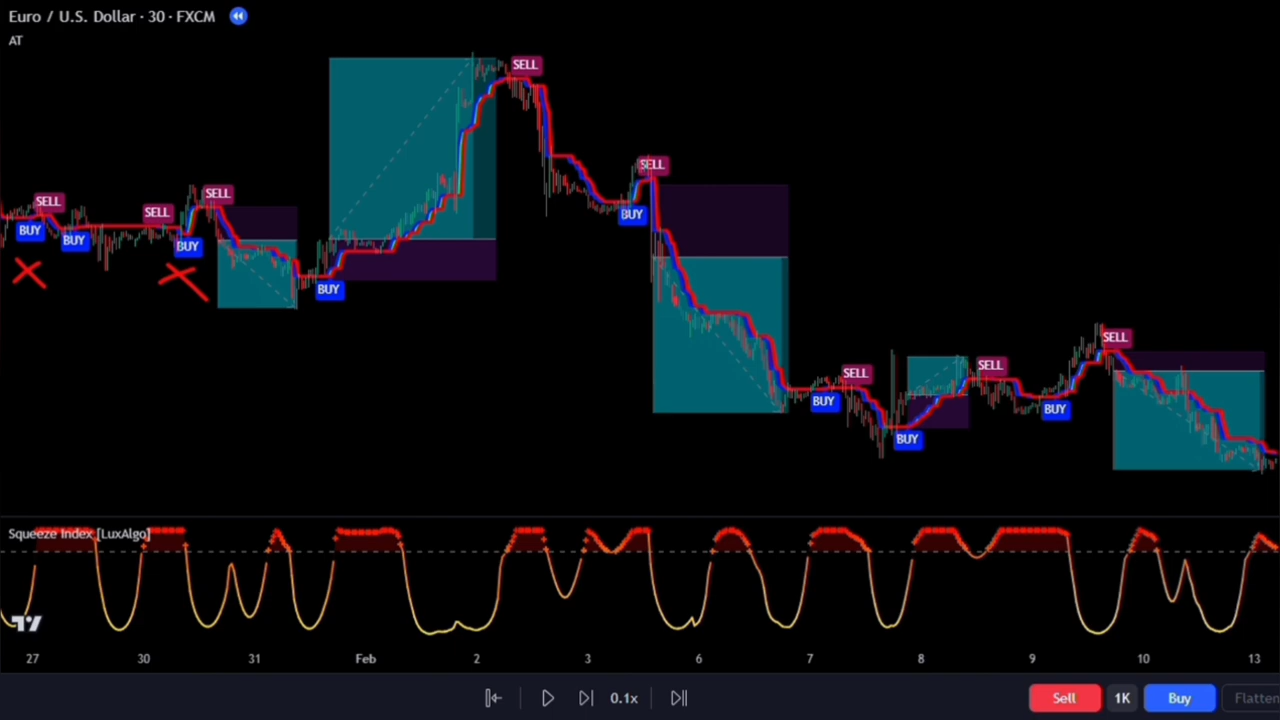 Euro / U.S. Dollar · 30 · FXCM
AT
SELL
SELL
SELL
SELL
SELL
SELL
SELL
SELL
BUY
BUY
BUY
BUY
BUY
BUY
BUY
BUY
Squeeze Index [LuxAlgo]
27 30 31 Feb 2 3 6 7 8 9 10 13
0.1x
Sell 1K Buy Flatten